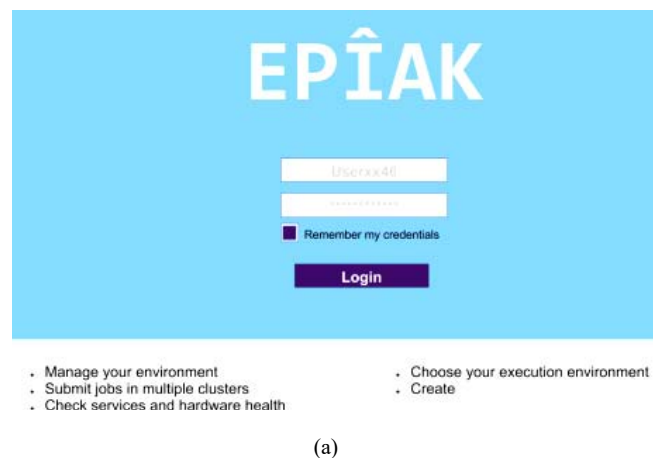 EPÎAK
Userxx46
Remember my credentials
Login
• Manage your environment
• Submit jobs in multiple clusters
• Check services and hardware health
• Choose your execution environment
• Create
(a)